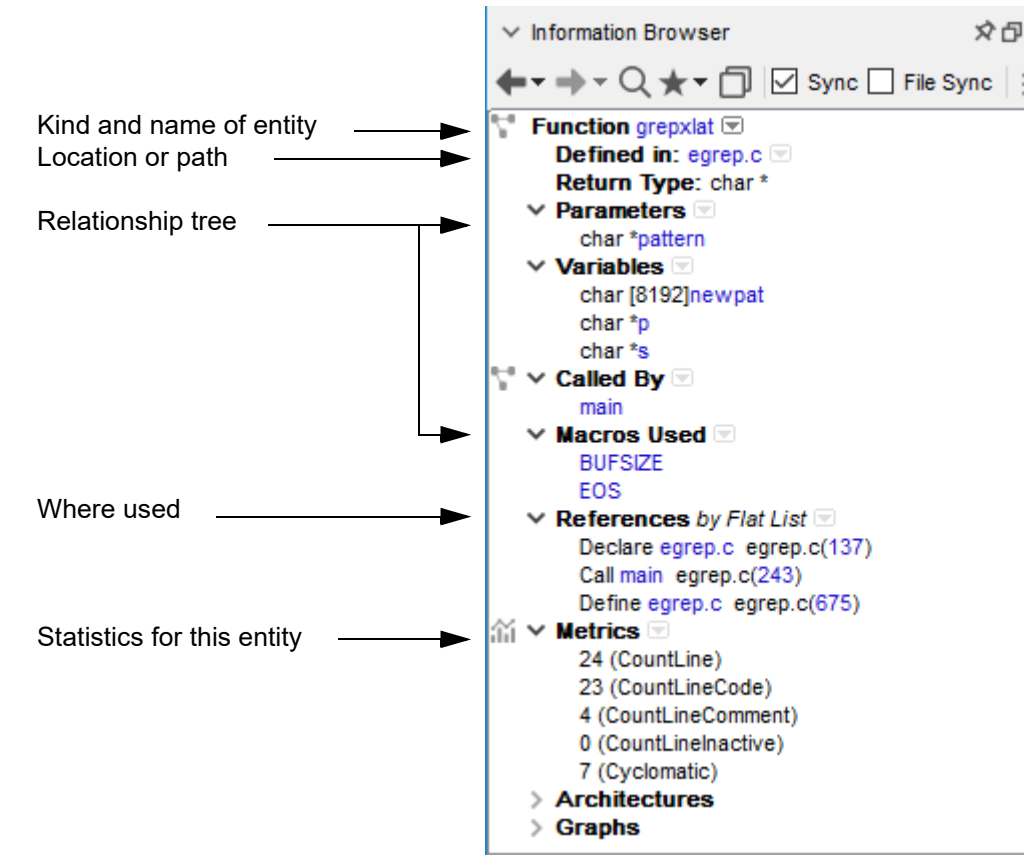 Information Browser
Sync File Sync
Kind and name of entity
Location or path
Relationship tree
Where used
Statistics for this entity
Function grepxlat
Defined in: egrep.c
Return Type: char *
Parameters
char *pattern
Variables
char [8192]newpat
char *p
char *s
Called By
main
Macros Used
BUFSIZE
EOS
References by Flat List
Declare egrep.c egrep.c(137)
Call main egrep.c(243)
Define egrep.c egrep.c(675)
Metrics
24 (CountLine)
23 (CountLineCode)
4 (CountLineComment)
0 (CountLineInactive)
7 (Cyclomatic)
Architectures
Graphs